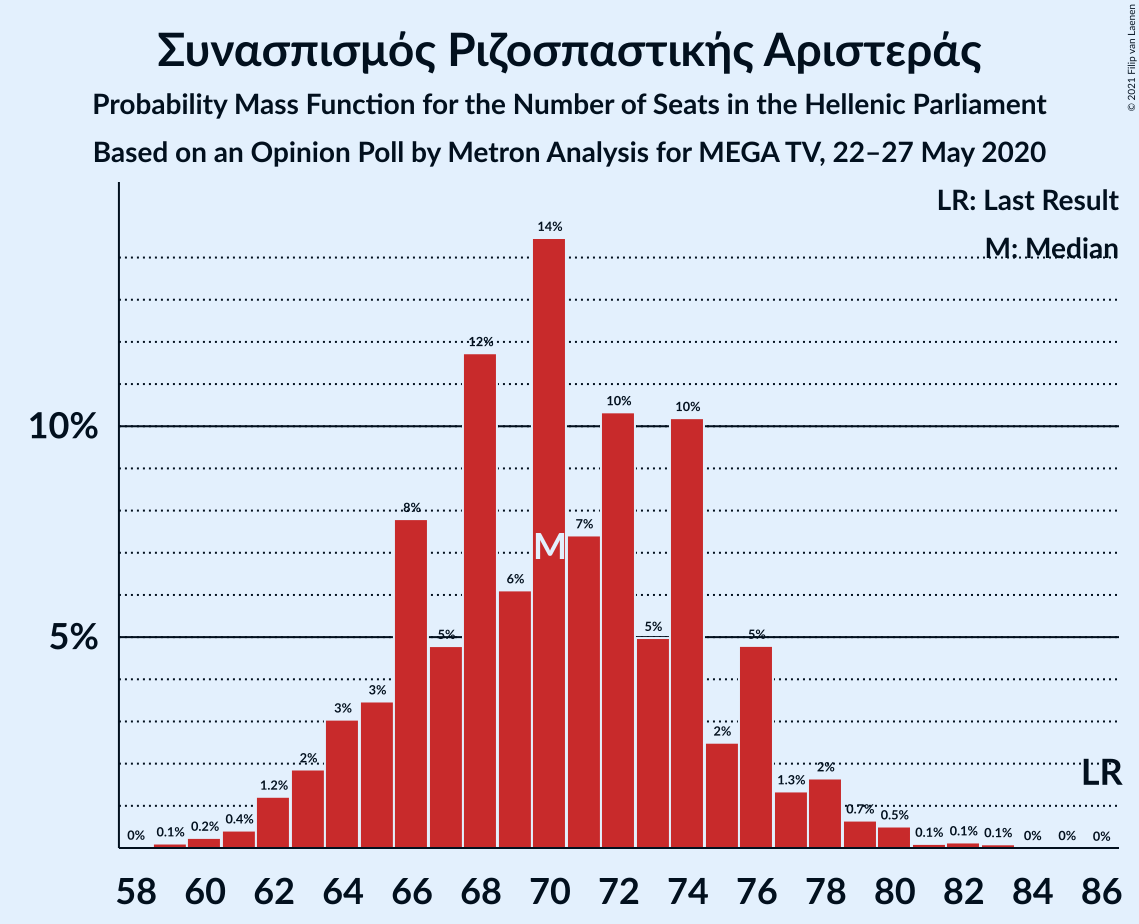 Συνασπισμός Ριζοσπαστικής Αριστεράς
Probability Mass Function for the Number of Seats in the Hellenic Parliament
Based on an Opinion Poll by Metron Analysis for MEGA TV, 22–27 May 2020
© 2021 Filip van Laenen
LR: Last Result
M: Median
10%
5%
0% 0.1% 0.2% 0.4% 1.2% 2% 3% 3% 8% 5% 12% 6% 14% 7% 10% 5% 10% 2% 5% 1.3% 2% 0.7% 0.5% 0.1% 0.1% 0.1% 0% 0% 0%
M
LR
58 60 62 64 66 68 70 72 74 76 78 80 82 84 86